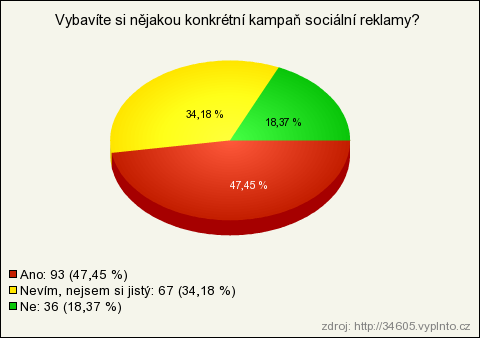 Vybavíte si nějakou konkrétní kampaň sociální reklamy?
34,18 %
18,37 %
47,45 %
Ano: 93 (47,45 %)
Nevím, nejsem si jistý: 67 (34,18 %)
Ne: 36 (18,37 %)
zdroj: http://34605.vyplnto.cz